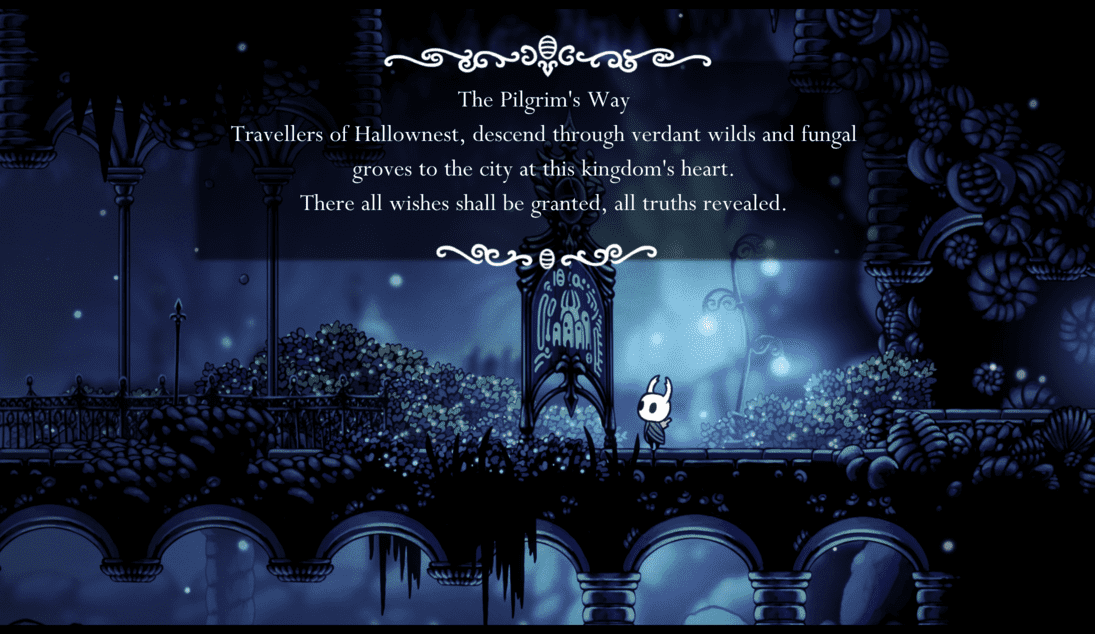 The Pilgrim's Way
Travellers of Hallownest, descend through verdant wilds and fungal
groves to the city at this kingdom's heart.
There all wishes shall be granted, all truths revealed.